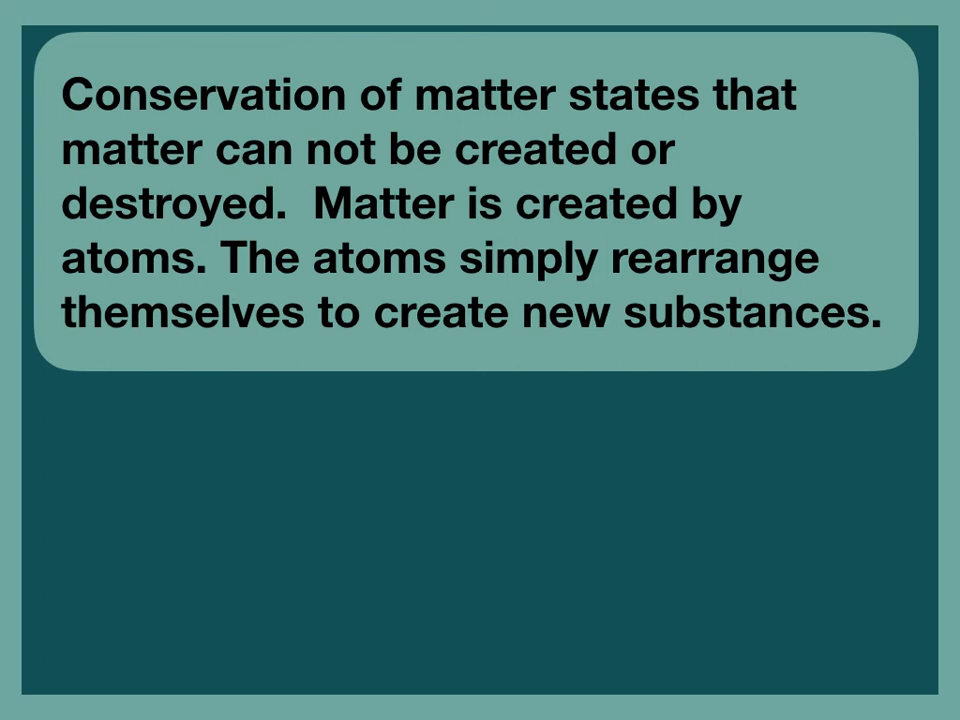 Conservation of matter states that
matter can not be created or
destroyed.  Matter is created by
atoms. The atoms simply rearrange
themselves to create new substances.